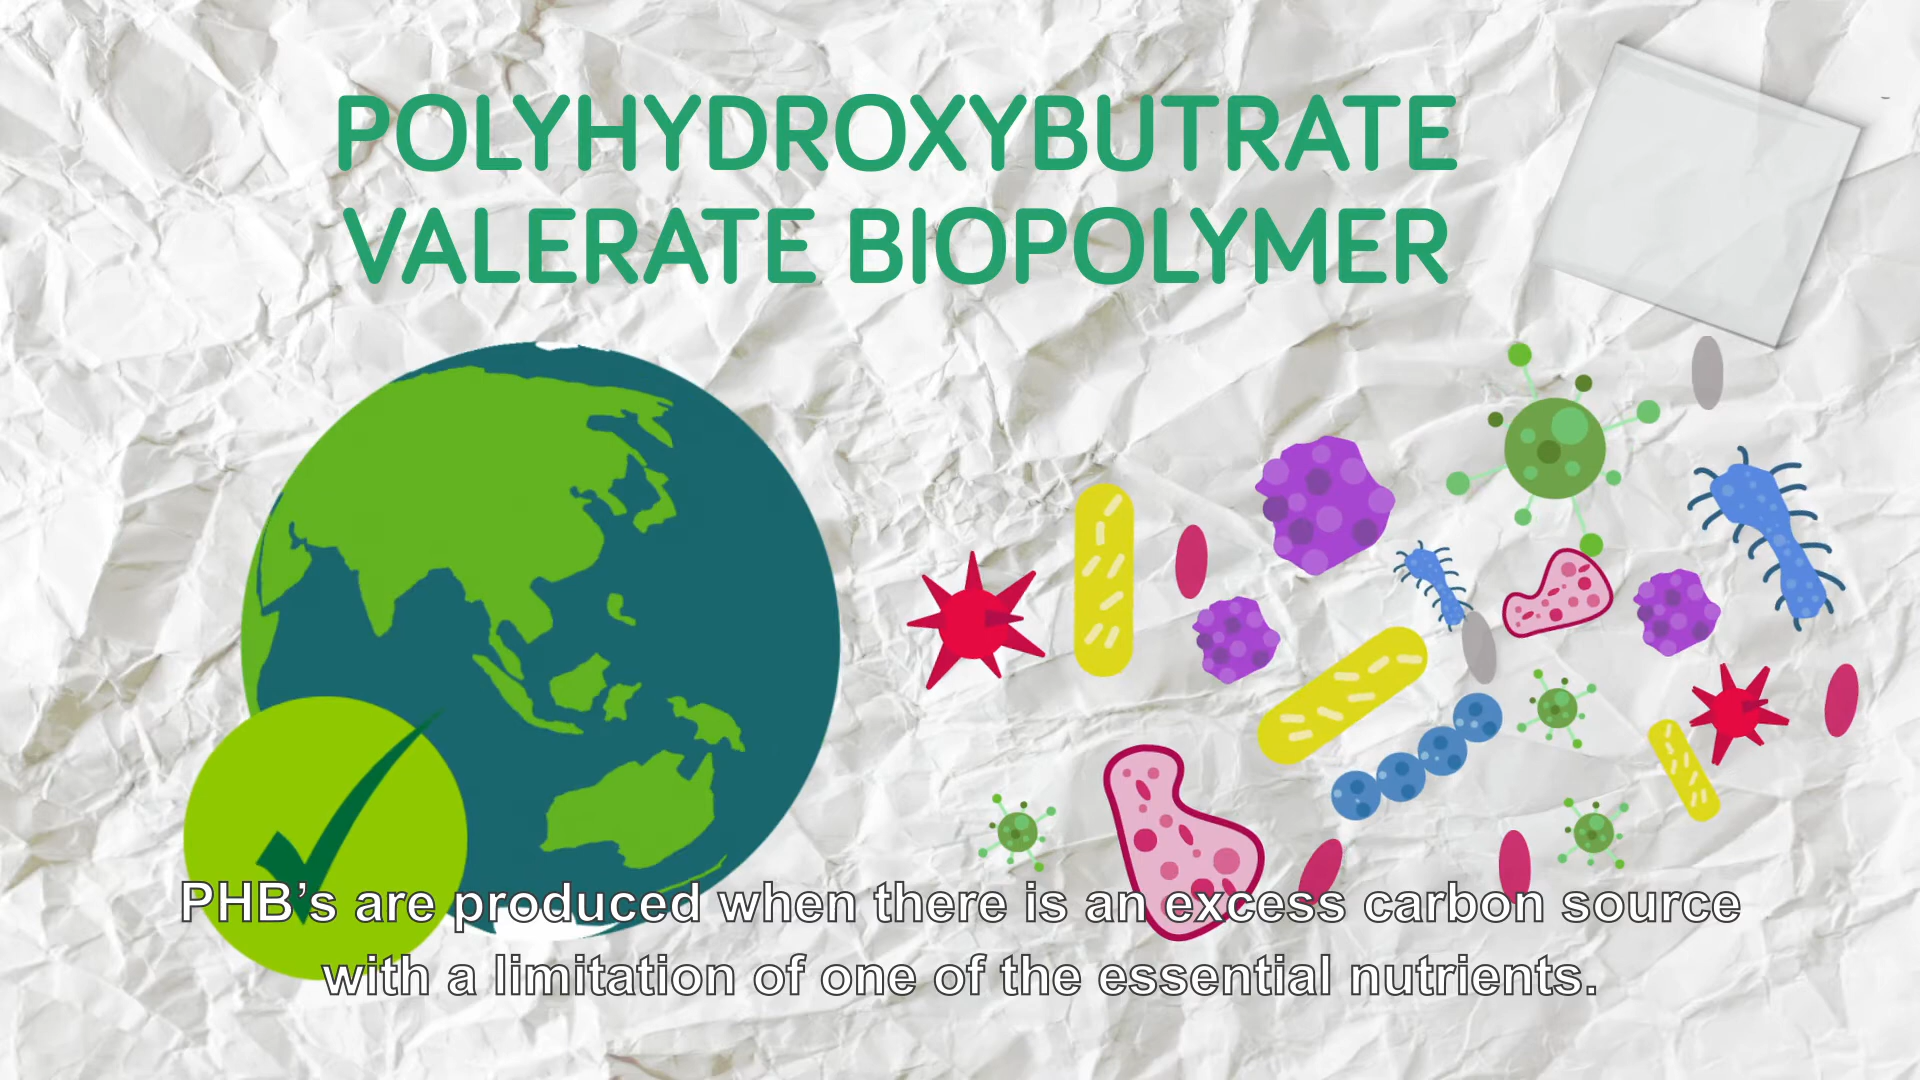 POLYHYDROXYBUTRATE
VALERATE BIOPOLYMER
PHB’s are produced when there is an excess carbon source
with a limitation of one of the essential nutrients.